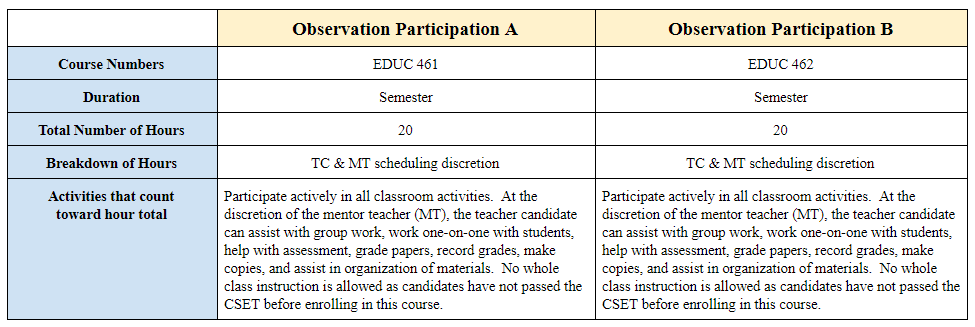 Observation Participation A Observation Participation B
Course Numbers EDUC 461 EDUC 462
Duration Semester Semester
Total Number of Hours 20 20
Breakdown of Hours TC & MT scheduling discretion TC & MT scheduling discretion
Activities that count
toward hour total
Participate actively in all classroom activities.  At the
discretion of the mentor teacher (MT), the teacher candidate
can assist with group work, work one-on-one with students,
help with assessment, grade papers, record grades, make
copies, and assist in organization of materials.  No whole
class instruction is allowed as candidates have not passed the
CSET before enrolling in this course.
Participate actively in all classroom activities.  At the
discretion of the mentor teacher (MT), the teacher candidate
can assist with group work, work one-on-one with students,
help with assessment, grade papers, record grades, make
copies, and assist in organization of materials.  No whole
class instruction is allowed as candidates have not passed the
CSET before enrolling in this course.